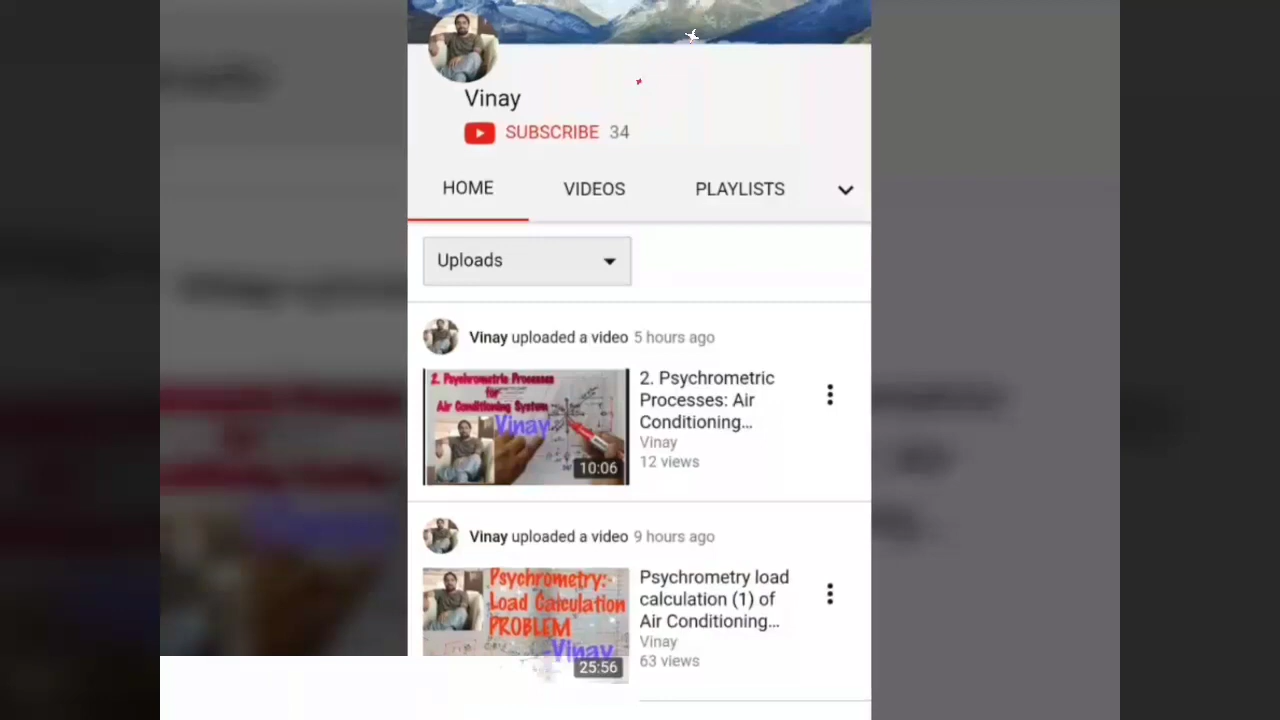 Vinay
SUBSCRIBE 34
HOME VIDEOS PLAYLISTS
Uploads
Vinay uploaded a video 5 hours ago
2. Psychrometric Processes
for
Air Conditioning System
Vinay
10:06
2. Psychrometric
Processes: Air
Conditioning...
Vinay
12 views
Vinay uploaded a video 9 hours ago
Psychrometry:-
Load Calculation
PROBLEM
-Vinay
25:56
Psychrometry load
calculation (1) of
Air Conditioning...
Vinay
63 views